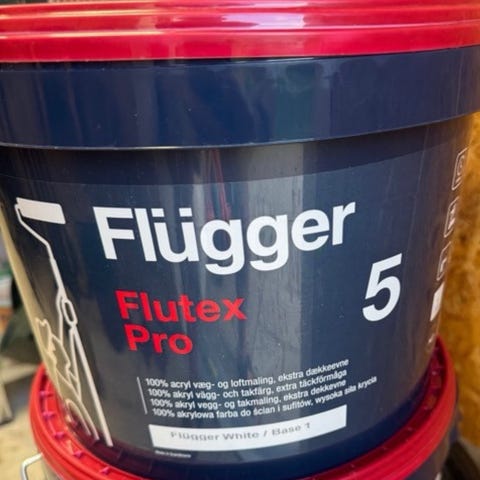 Flügger
Flutex
Pro
5
100% acryl væg- og loftmaling, ekstra dækkeevne
100% akryl vägg- och takfärg, extra täckförmåga
100% akryl vegg- og takmaling, ekstra dekkevne
100% akrylowa farba do ścian i sufitów, wysoka siła krycia
Flügger White / Base 1